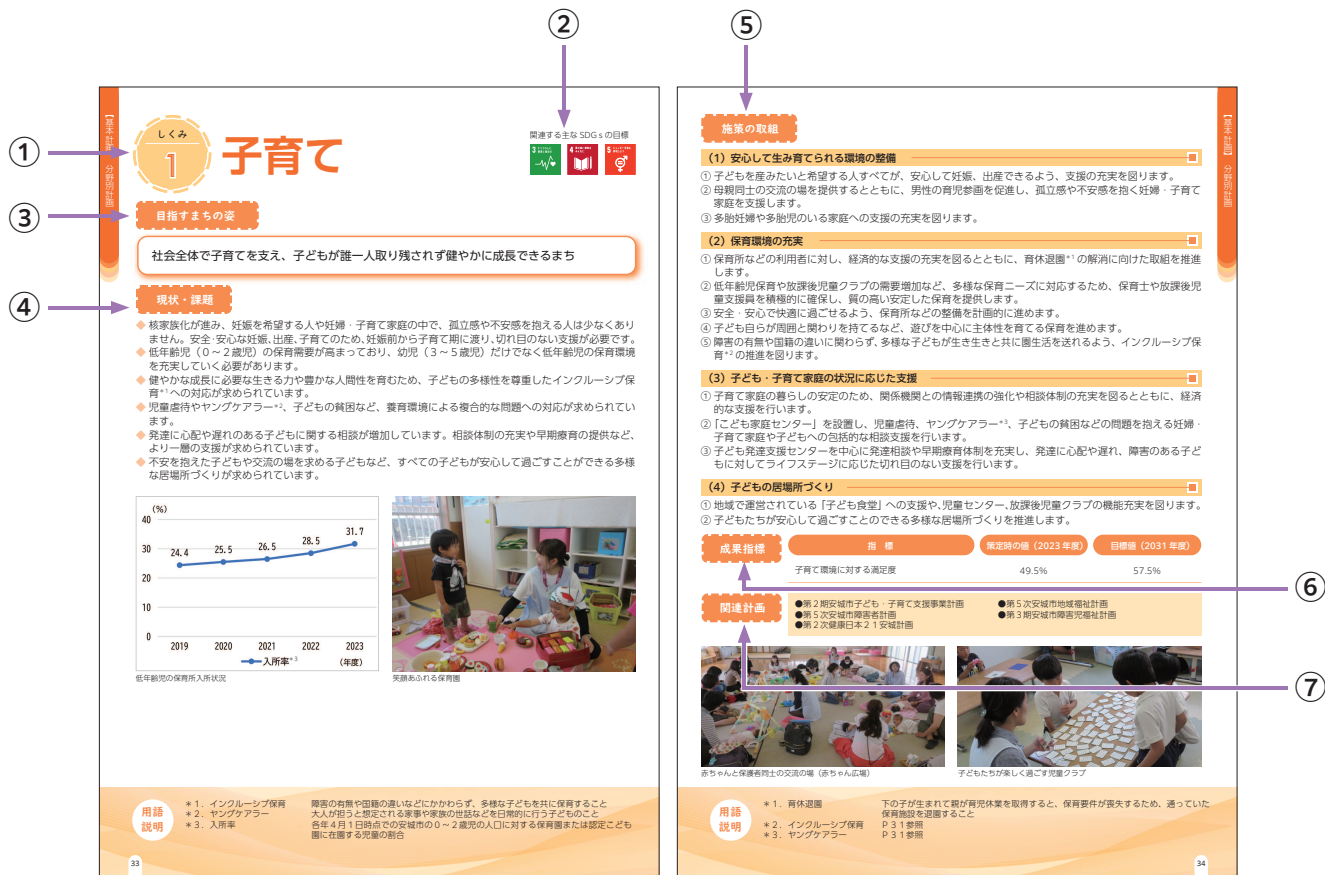 ②
⑤
①
③
④
⑥
⑦
【基本計画】 分野別計画
しくみ
1
子育て
関連する主なSDGsの目標
3
4
5
目指すまちの姿
社会全体で子育てを支え、子どもが誰一人取り残されず健やかに成長できるまち
現状・課題
◆核家族化が進み、妊娠を希望する人や妊婦・子育て家庭の中で、孤立感や不安感を抱える人は少なくあり
ません。安全・安心な妊娠、出産、子育てのため、妊娠前から子育て期に渡り、切れ目のない支援が必要です。
◆低年齢児（０～２歳児）の保育需要が高まっており、幼児（３～５歳児）だけでなく低年齢児の保育環境
を充実していく必要があります。
◆健やかな成長に必要な生きる力や豊かな人間性を育むため、子どもの多様性を尊重したインクルーシブ保
育*1への対応が求められています。
◆児童虐待やヤングケアラー*2、子どもの貧困など、養育環境による複合的な問題への対応が求められてい
ます。
◆発達に心配や遅れのある子どもに関する相談が増加しています。相談体制の充実や早期療育の提供など、
より一層の支援が求められています。
◆不安を抱えた子どもや交流の場を求める子どもなど、すべての子どもが安心して過ごすことができる多様
な居場所づくりが求められています。
(%)
40
30
20
10
0
24.4
25.5
26.5
28.5
31.7
2019
2020
2021
2022
2023
入所率*3
(年度)
低年齢児の保育所入所状況
笑顔あふれる保育園
用語
説明
＊１．インクルーシブ保育 障害の有無や国籍の違いなどにかかわらず、多様な子どもを共に保育すること
＊２．ヤングケアラー 大人が担うと想定される家事や家族の世話などを日常的に行う子どものこと
＊３．入所率 各年４月１日時点での安城市の０～２歳児の人口に対する保育園または認定こども
園に在園する児童の割合
33
施策の取組
（1）安心して生み育てられる環境の整備
①子どもを産みたいと希望する人すべてが、安心して妊娠、出産できるよう、支援の充実を図ります。
②母親同士の交流の場を提供するとともに、男性の育児参画を促進し、孤立感や不安感を抱く妊婦・子育て
家庭を支援します。
③多胎妊婦や多胎児のいる家庭への支援の充実を図ります。
（2）保育環境の充実
①保育所などの利用者に対し、経済的な支援の充実を図るとともに、育休退園*1の解消に向けた取組を推進
します。
②低年齢児保育や放課後児童クラブの需要増加など、多様な保育ニーズに対応するため、保育士や放課後児
童支援員を積極的に確保し、質の高い安定した保育を提供します。
③安全・安心で快適に過ごせるよう、保育所などの整備を計画的に進めます。
④子ども自らが周囲と関わりを持てるなど、遊びを中心に主体性を育てる保育を進めます。
⑤障害の有無や国籍の違いに関わらず、多様な子どもが生き生きと共に園生活を送れるよう、インクルーシブ保
育*2の推進を図ります。
（3）子ども・子育て家庭の状況に応じた支援
①子育て家庭の暮らしの安定のため、関係機関との情報連携の強化や相談体制の充実を図るとともに、経済
的な支援を行います。
②「こども家庭センター」を設置し、児童虐待、ヤングケアラー*3、子どもの貧困などの問題を抱える妊婦・
子育て家庭や子どもへの包括的な相談支援を行います。
③子ども発達支援センターを中心に発達相談や早期療育体制を充実し、発達に心配や遅れ、障害のある子ど
もに対してライフステージに応じた切れ目のない支援を行います。
（4）子どもの居場所づくり
①地域で運営されている「子ども食堂」への支援や、児童センター、放課後児童クラブの機能充実を図ります。
②子どもたちが安心して過ごすことのできる多様な居場所づくりを推進します。
成果指標
指 標 策定時の値（2023年度） 目標値（2031年度）
子育て環境に対する満足度 49.5% 57.5%
関連計画
●第２期安城市子ども・子育て支援事業計画 ●第５次安城市地域福祉計画
●第５次安城市障害者計画 ●第３期安城市障害児福祉計画
●第２次健康日本２１安城計画
赤ちゃんと保護者同士の交流の場（赤ちゃん広場）
子どもたちが楽しく過ごす児童クラブ
用語
説明
＊１．育休退園 下の子が生まれて親が育児休業を取得すると、保育要件が喪失するため、通っていた
保育施設を退園すること
＊２．インクルーシブ保育 Ｐ３１参照
＊３．ヤングケアラー Ｐ３１参照
34
【基本計画】 分野別計画